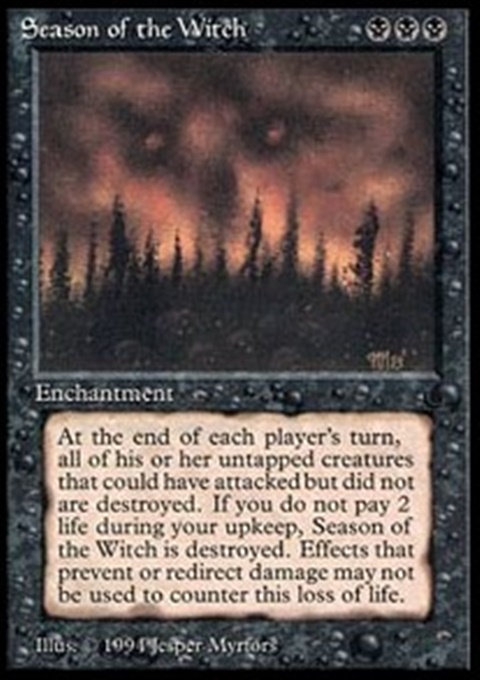 Season of the Witch
Enchantment
At the end of each player's turn,
all of his or her untapped creatures
that could have attacked but did not
are destroyed. If you do not pay 2
life during your upkeep, Season of
the Witch is destroyed. Effects that
prevent or redirect damage may not
be used to counter this loss of life.
Illus. © 1994 Jesper Myrfors